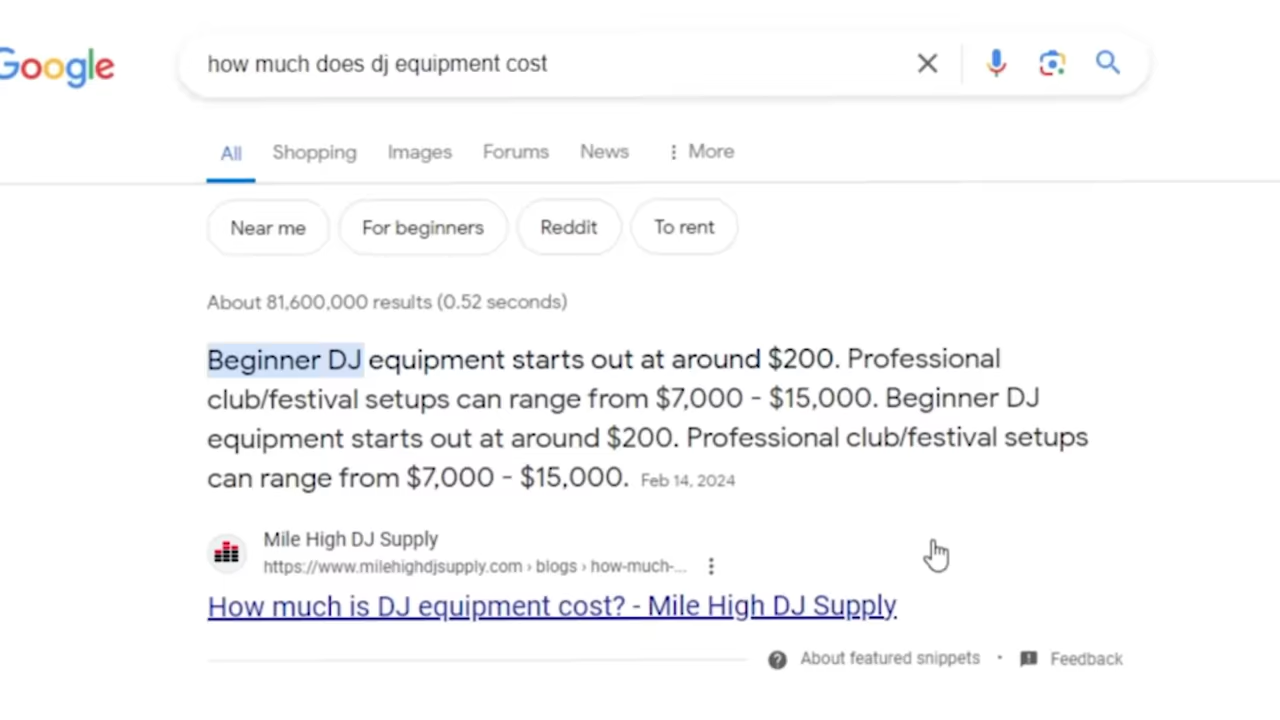 Google
how much does dj equipment cost
All Shopping Images Forums News More
Near me For beginners Reddit To rent
About 81,600,000 results (0.52 seconds)
Beginner DJ equipment starts out at around $200. Professional
club/festival setups can range from $7,000 - $15,000. Beginner DJ
equipment starts out at around $200. Professional club/festival setups
can range from $7,000 - $15,000. Feb 14, 2024
Mile High DJ Supply
https://www.milehighdjsupply.com › blogs › how-much-...
How much is DJ equipment cost? - Mile High DJ Supply
About featured snippets · Feedback